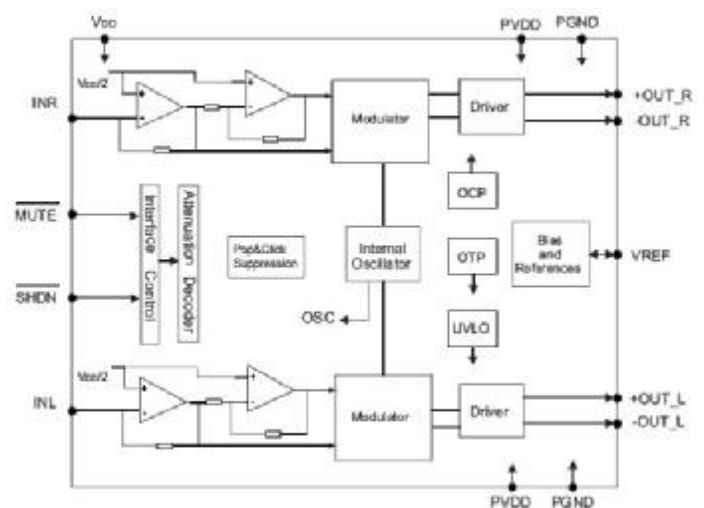 VDD
PVDD
PGND
VDD/2
INR
Modulator
Driver
+OUT_R
-OUT_R
OCP
MUTE
Interface Control
Attenuation Decoder
Pop&Click
Suppression
Internal
Oscillator
OTP
Bias
and
References
VREF
SHDN
OSC
UVLO
VDD/2
INL
Modulator
Driver
+OUT_L
-OUT_L
PVDD
PGND